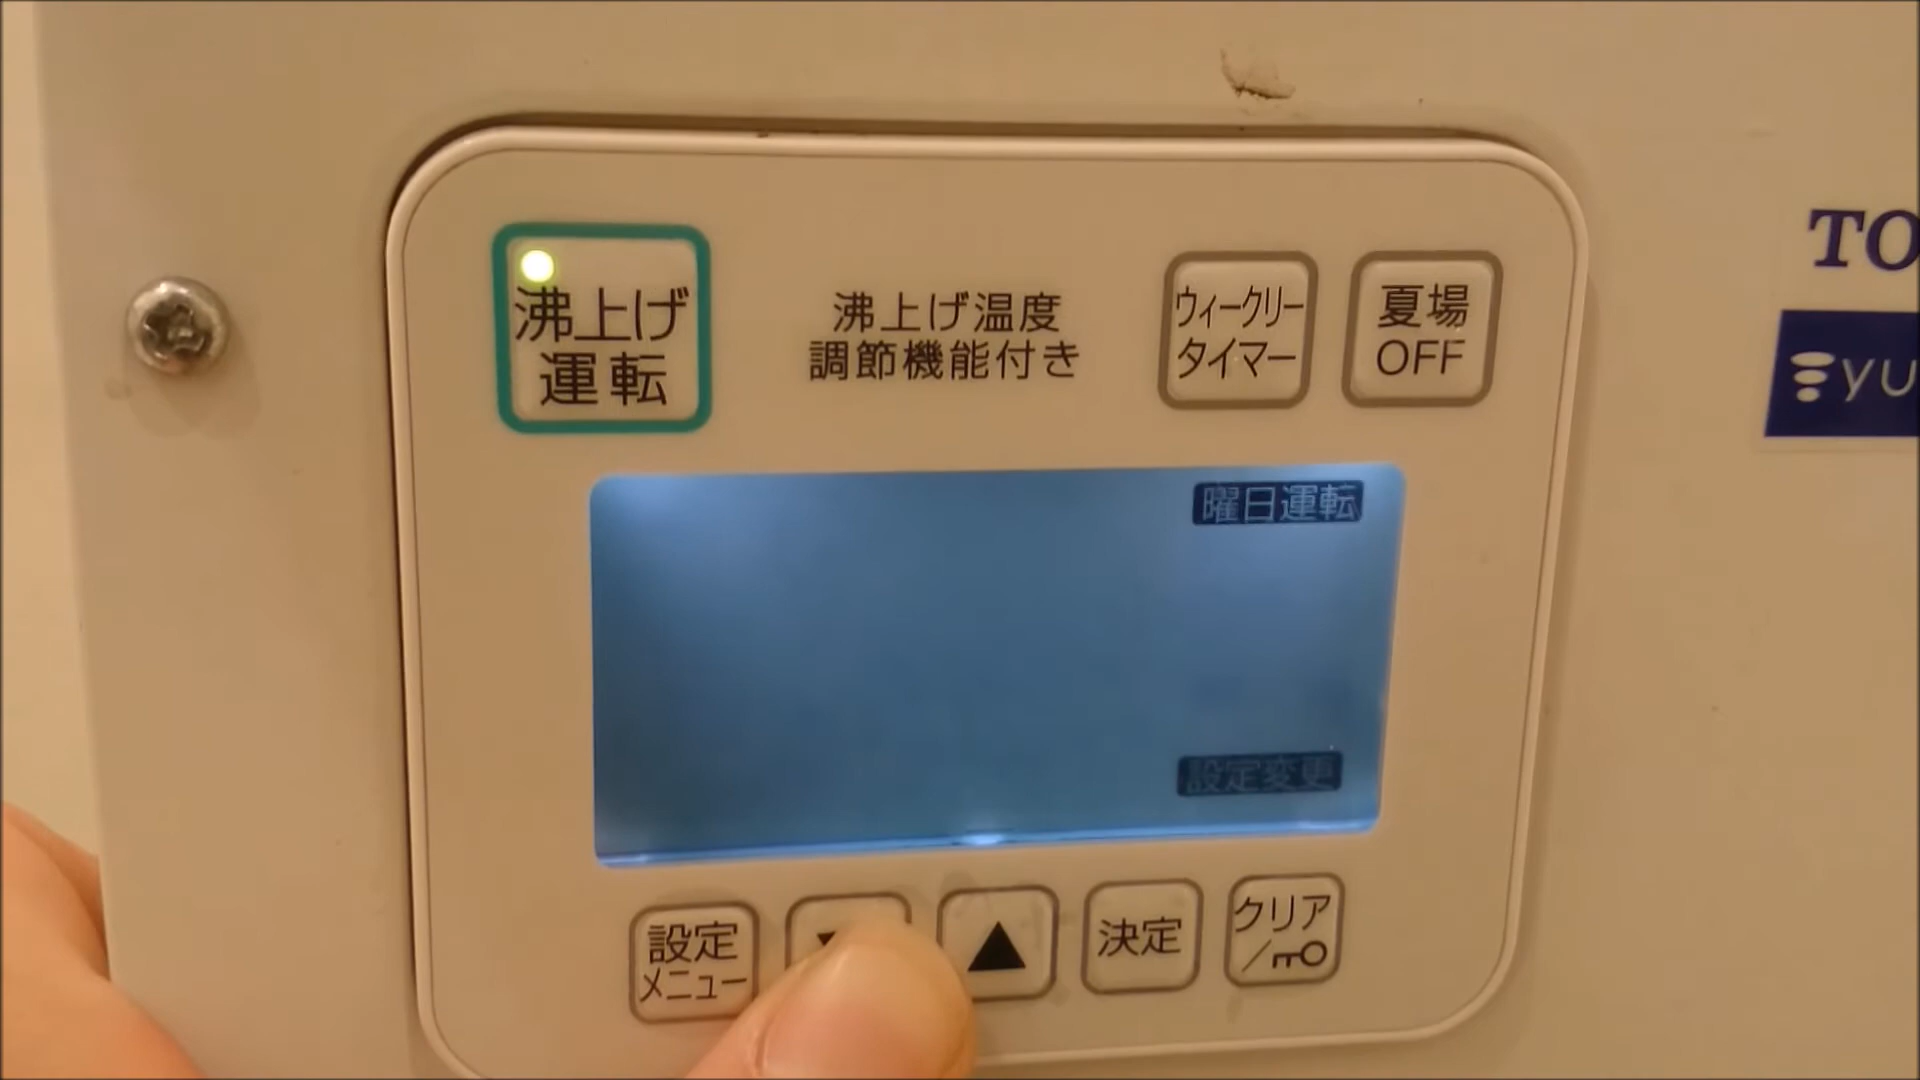 沸上げ
運転
沸上げ温度
調節機能付き
ウィークリー
タイマー
夏場
OFF
TO
yu
曜日運転
設定変更
設定
メニュー
▲
決定
クリア
/